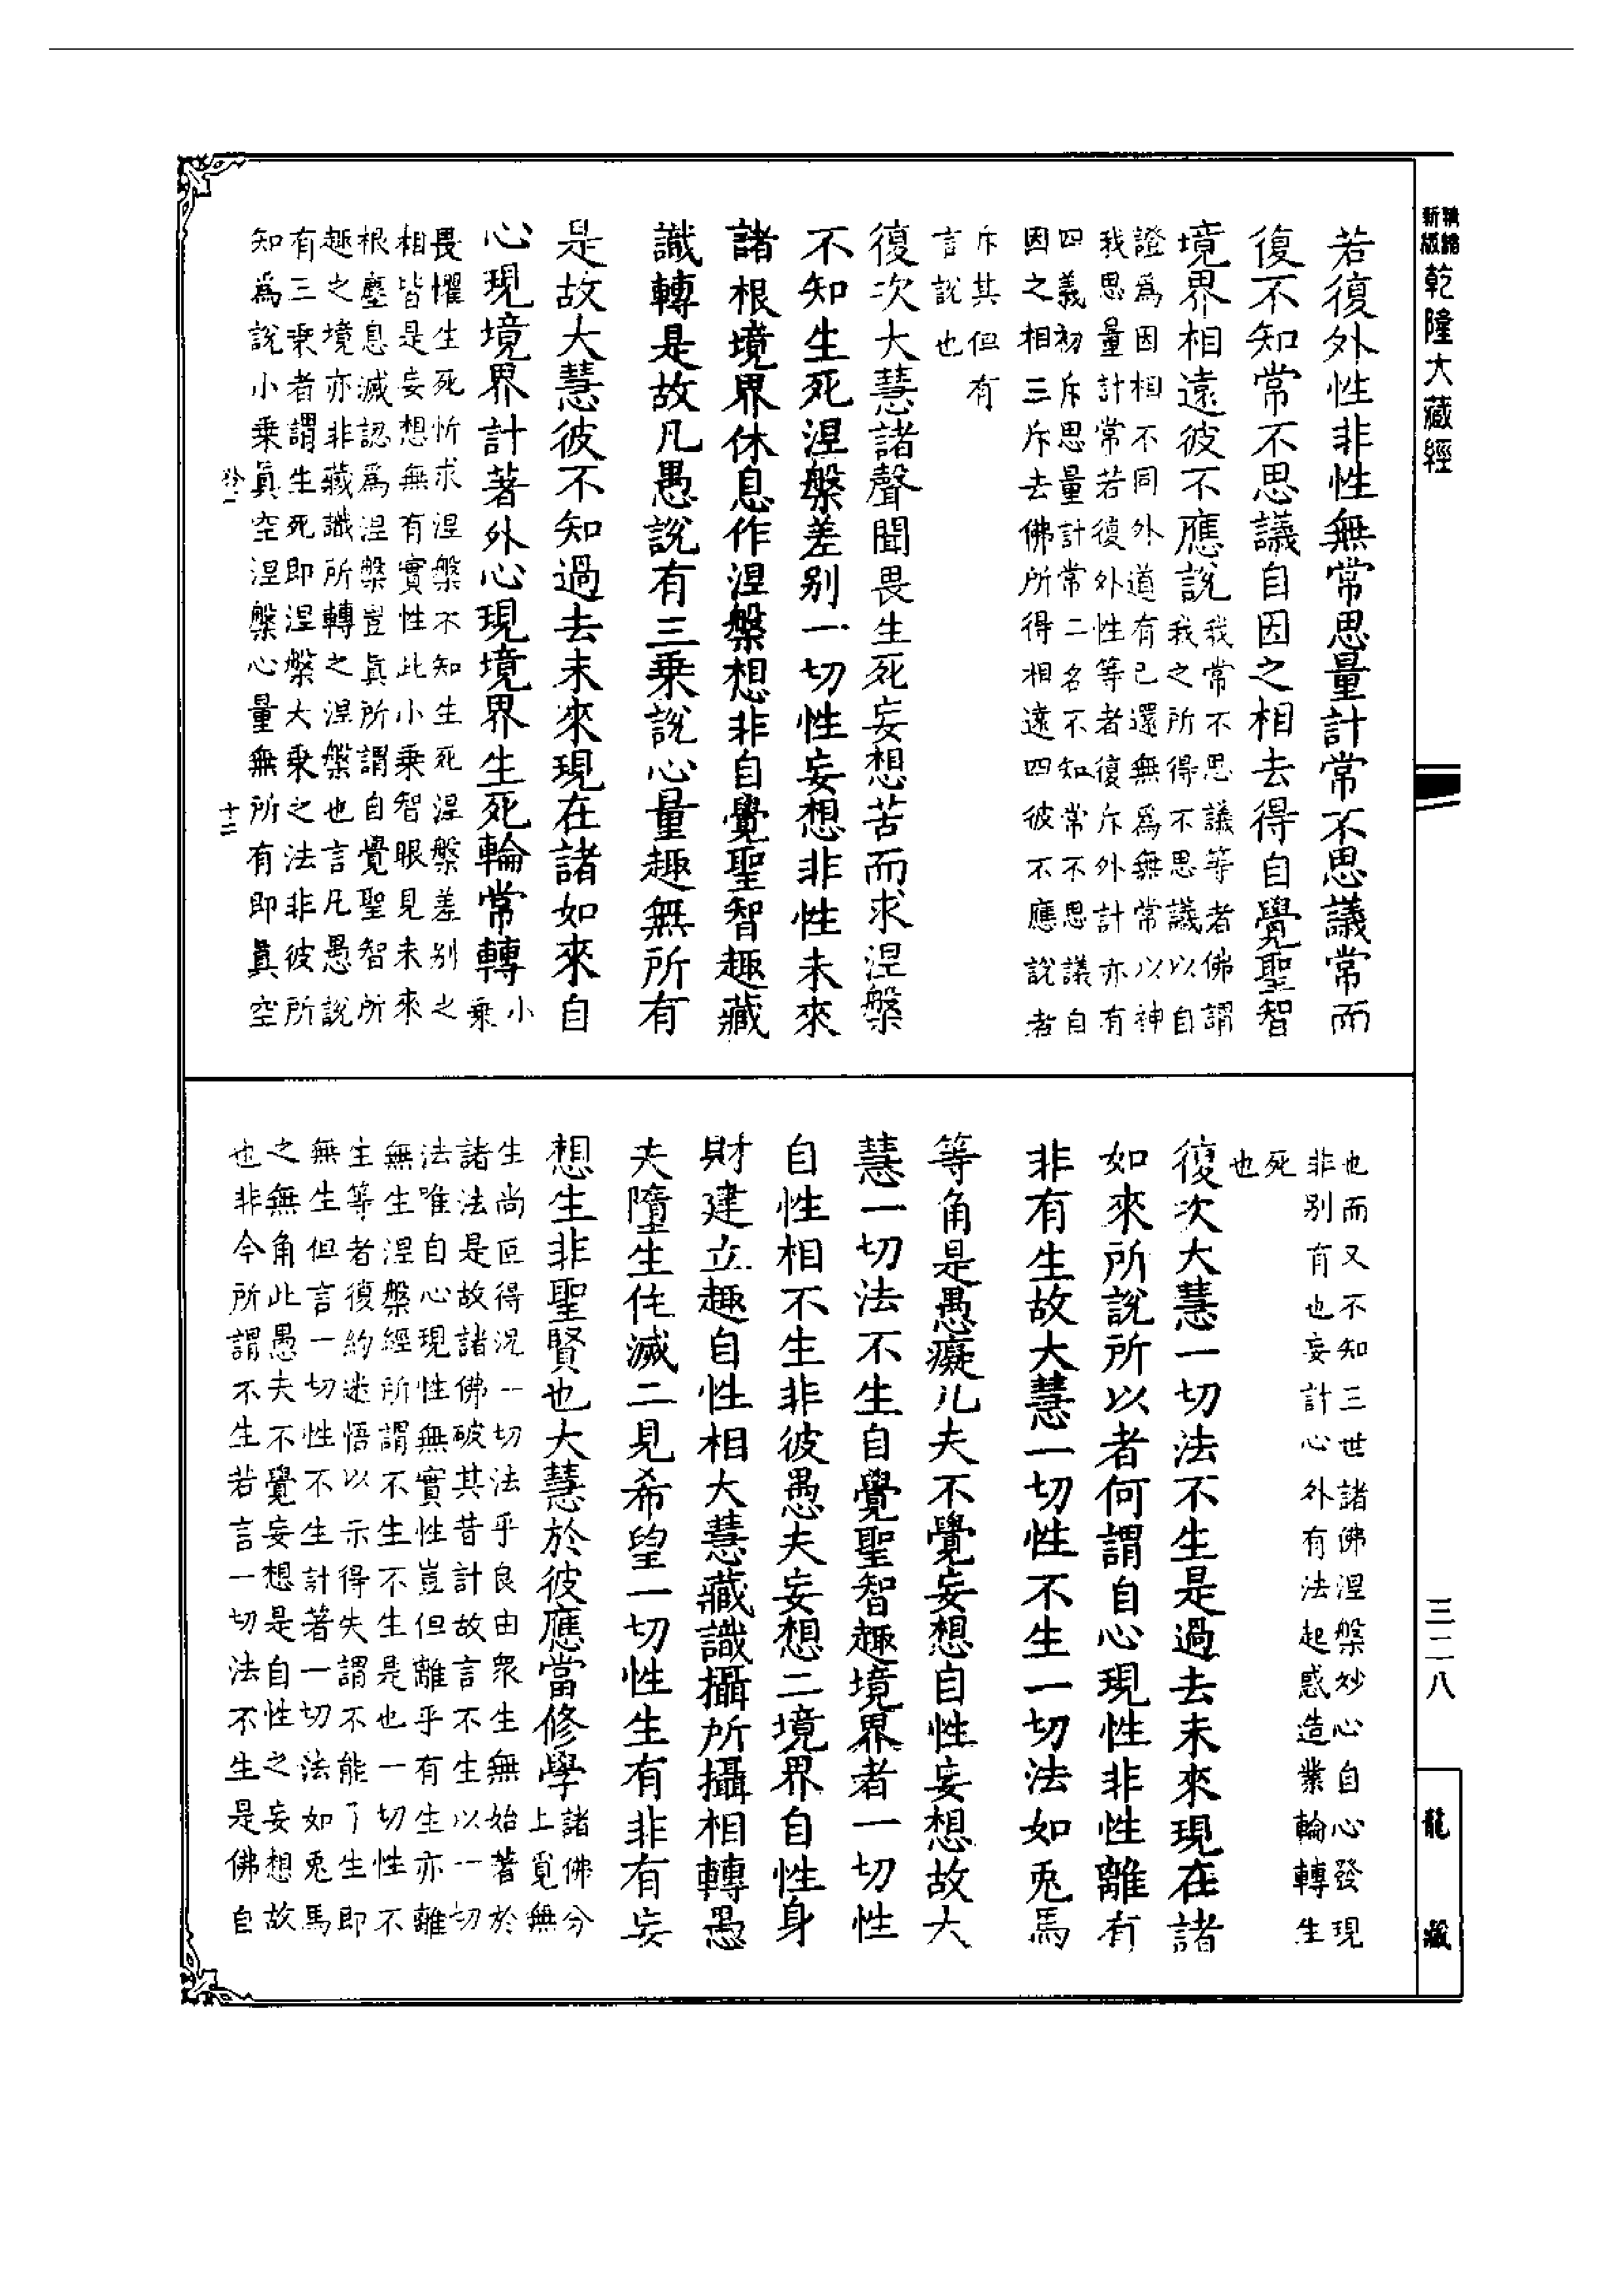 精縮
新版
乾隆大藏經
若復外性非性無常思量計常不思議常而
復不知常不思議自因之相去得自覺聖智
境界相遠彼不應說我常不思議等者佛謂
我之所得不思議以自
證爲因相不同外道有已還無爲無常以神
我思量計常若復外性等者復斥外計亦有
四義初斥思量計常二名不知常不思議自
因之相三斥去佛所得相遠四彼不應說者
斥其但有
言說也
復次大慧諸聲聞畏生死妄想苦而求涅槃
不知生死涅槃差别一切性妄想非性未來
諸根境界休息作涅槃想非自覺聖智趣藏
識轉是故凡愚說有三乘說心量趣無所有
是故大慧彼不知過去未來現在諸如來自
心現境界計著外心現境界生死輪常轉小
乘
畏懼生死忻求涅槃不知生死涅槃差别之
相皆是妄想無有實性此小乘智眼見未來
根塵息滅認爲涅槃豈眞所謂自覺聖智所
趣之境亦非藏識所轉之涅槃也言凡愚說
有三乘者謂生死即涅槃大乘之法非彼所
知爲說小乘眞空涅槃心量無所有即眞空
十二
也而又不知三世諸佛涅槃妙心自心發現
非别有也妄計心外有法起惑造業輪轉生
死
也
復次大慧一切法不生是過去未來現在諸
如來所說所以者何謂自心現性非性離有
非有生故大慧一切性不生一切法如兎馬
等角是愚癡凡夫不覺妄想自性妄想故大
慧一切法不生自覺聖智趣境界者一切性
自性相不生非彼愚夫妄想二境界自性身
財建立趣自性相大慧藏識攝所攝相轉愚
夫墮生住滅二見希望一切性生有非有妄
想生非聖賢也大慧於彼應當修學諸佛分
上覓無
生尚叵得況一切法乎良由衆生無始著於
諸法是故諸佛破其昔計故言不生以一切
法唯自心現性無實性豈但離乎有生亦離
無生涅槃經所謂不生不生是也一切性不
生等者復約迷悟以示得失謂不能了生即
無生但言一切性不生計著一切法如兎馬
之無角此愚夫不覺妄想是自性之妄想故
也非今所謂不生若言一切法不生是佛自
三二八
龍藏